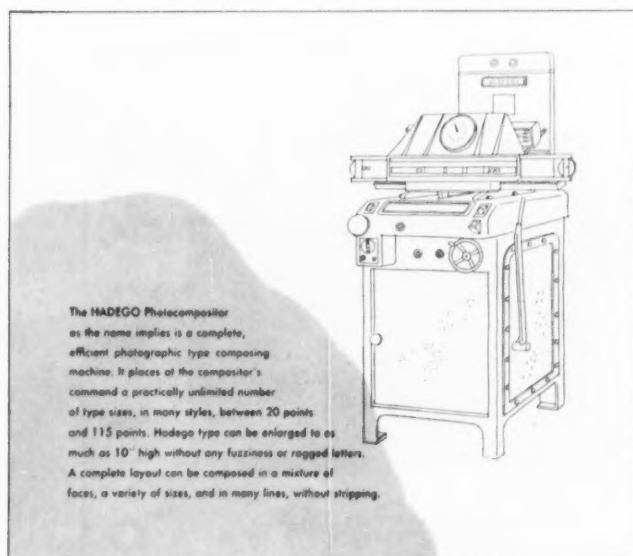 The HADEGO Photocompositor
as the name implies is a complete,
efficient photographic type composing
machine. It places at the compositor's
command a practically unlimited number
of type sizes, in many styles, between 20 points
and 115 points. Hadego type can be enlarged to as
much as 10" high without any fuzziness or ragged letters.
A complete layout can be composed in a mixture of
faces, a variety of sizes, and in many lines, without stripping.